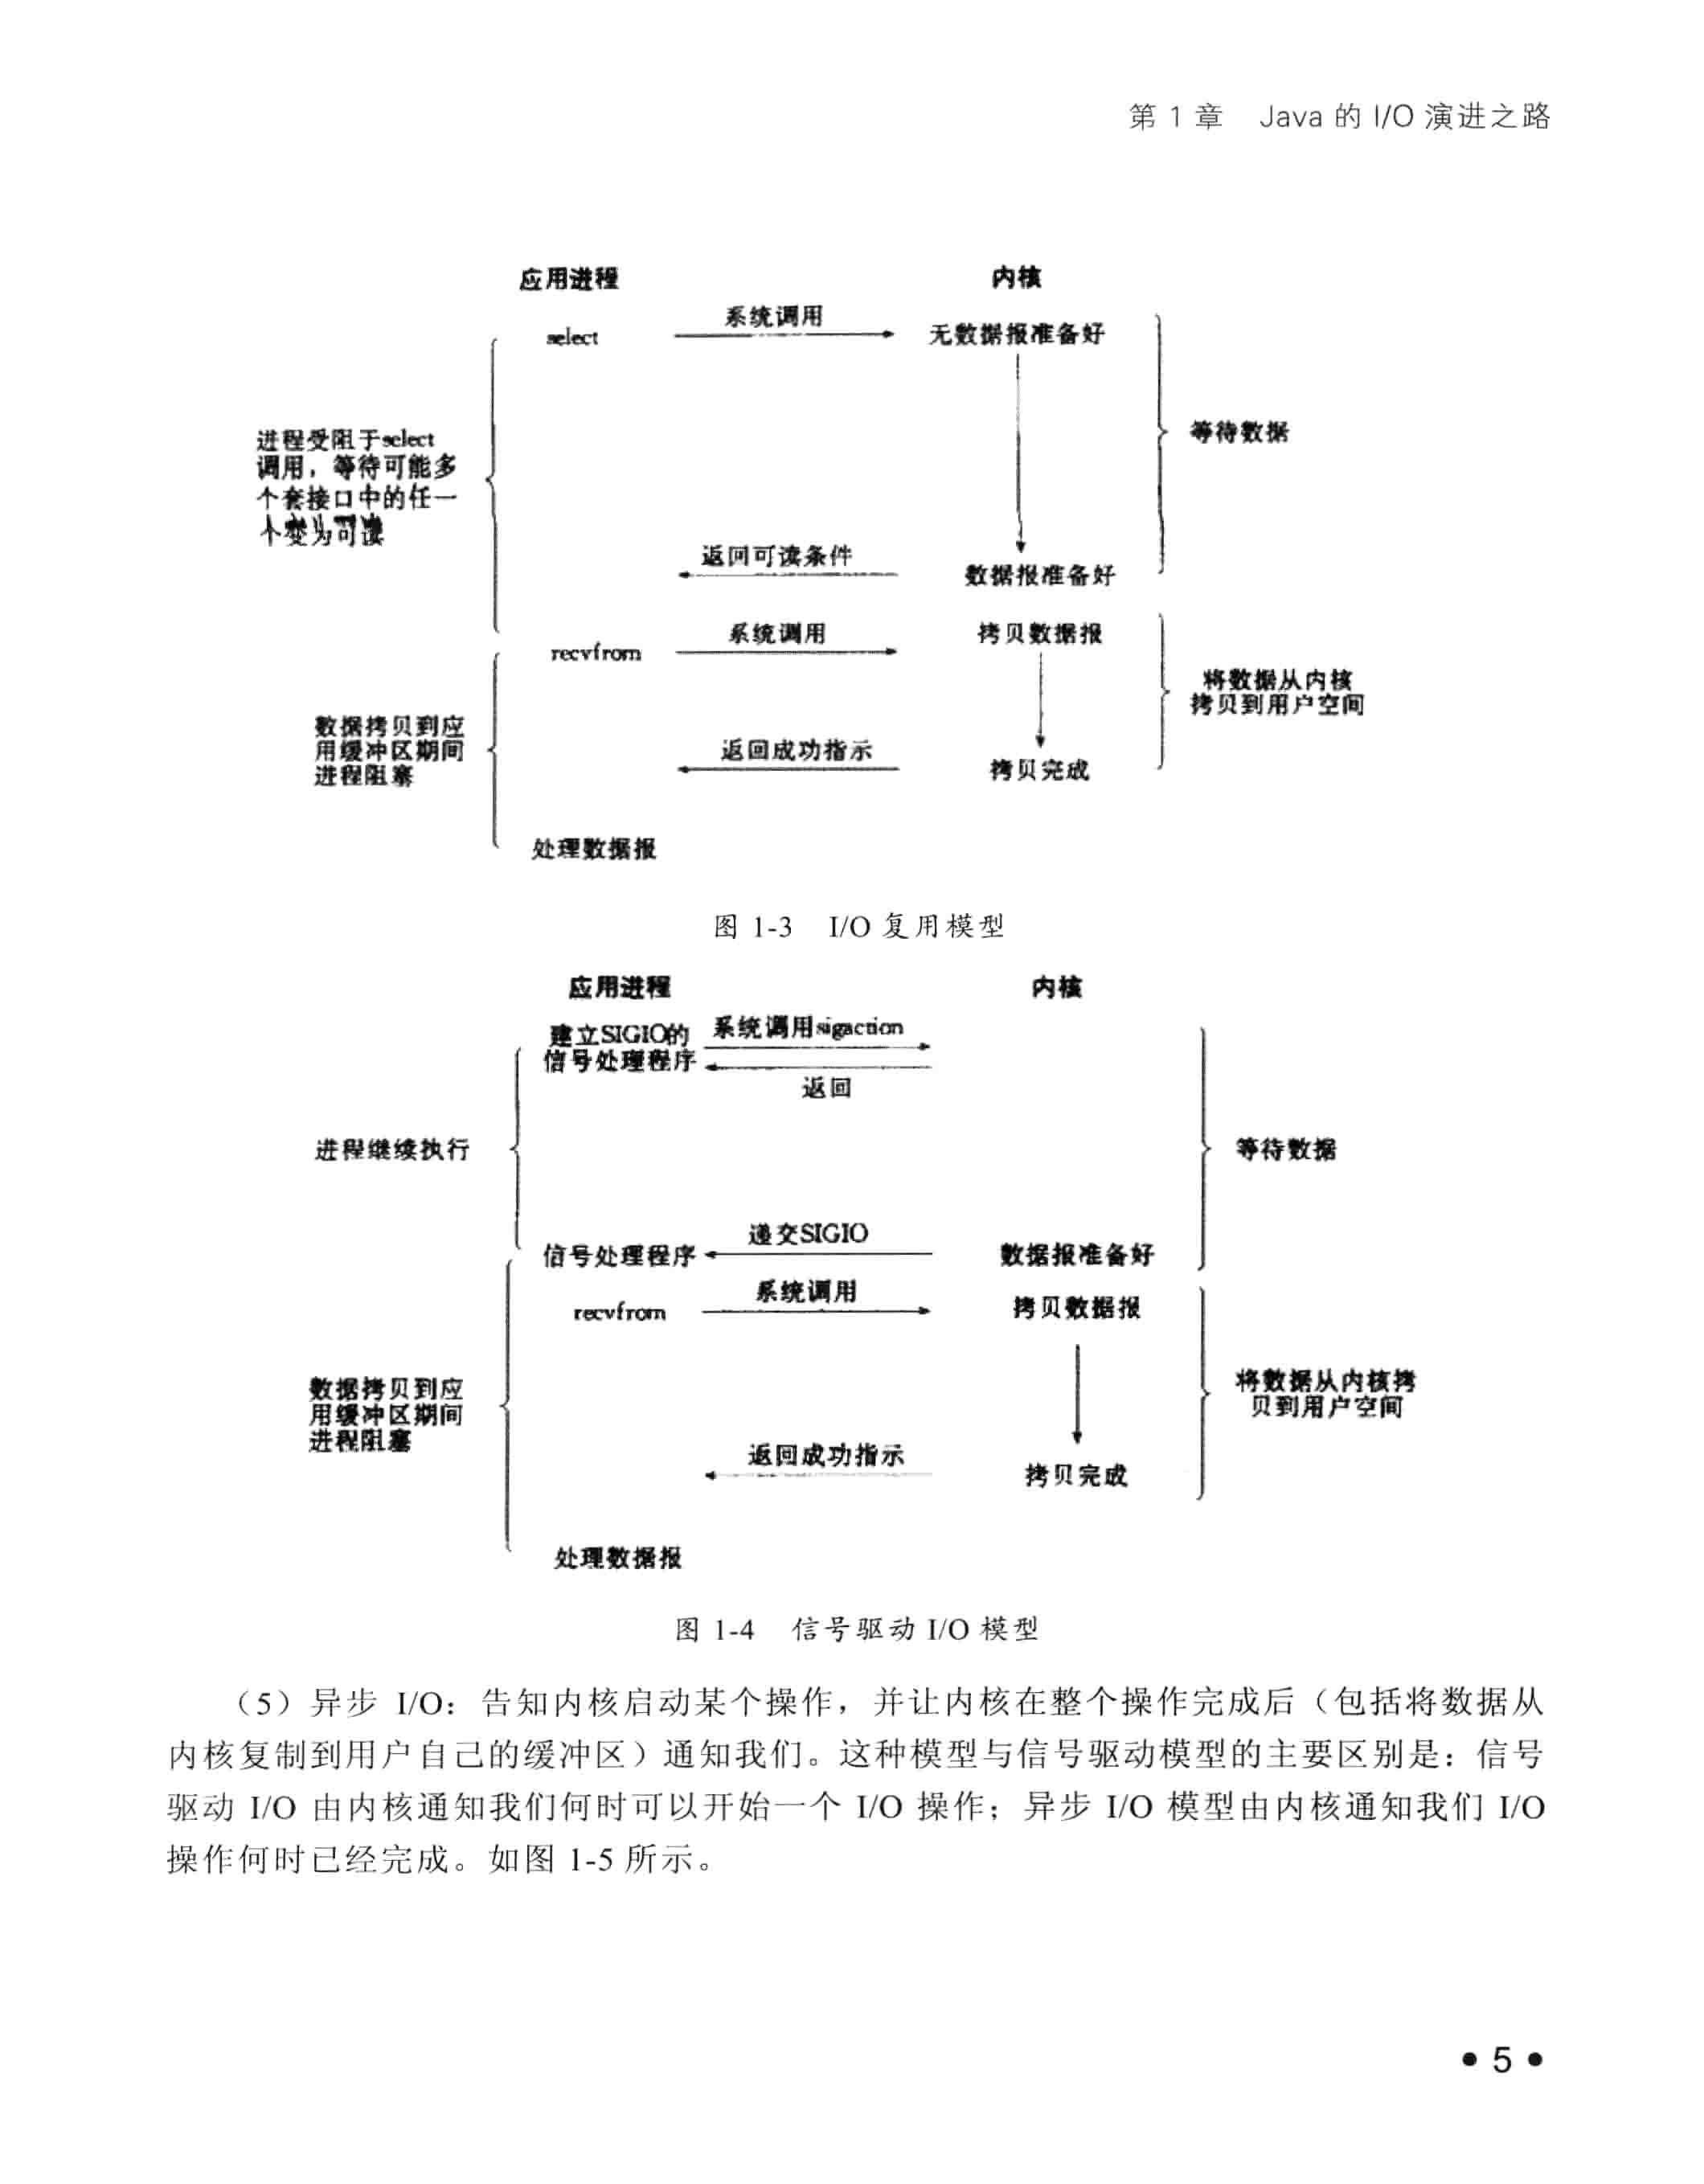 第 1 章 Java 的 I/O 演进之路
应用进程 内核
select 系统调用 无数据报准备好
进程受阻于select
调用，等待可能多
个套接口中的任一
个变为可读
等待数据
返回可读条件 数据报准备好
recvfrom 系统调用 拷贝数据报
将数据从内核
拷贝到用户空间
数据拷贝到应
用缓冲区期间
进程阻塞
返回成功指示 拷贝完成
处理数据报
图 1-3 I/O 复用模型
应用进程 内核
建立SIGIO的
信号处理程序
系统调用sigaction
返回
进程继续执行 等待数据
信号处理程序 递交SIGIO 数据报准备好
recvfrom 系统调用 拷贝数据报
数据拷贝到应
用缓冲区期间
进程阻塞
将数据从内核拷
贝到用户空间
返回成功指示 拷贝完成
处理数据报
图 1-4 信号驱动 I/O 模型
（5）异步 I/O：告知内核启动某个操作，并让内核在整个操作完成后（包括将数据从
内核复制到用户自己的缓冲区）通知我们。这种模型与信号驱动模型的主要区别是：信号
驱动 I/O 由内核通知我们何时可以开始一个 I/O 操作；异步 I/O 模型由内核通知我们 I/O
操作何时已经完成。如图 1-5 所示。
• 5 •